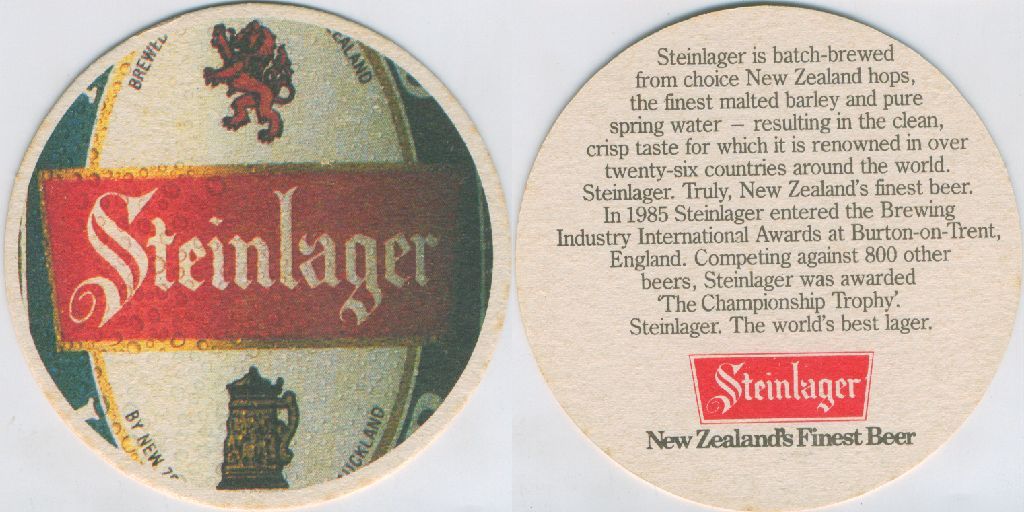 BREWED
EALAND
Steinlager
BY NEW ZE
UCKLAND
Steinlager is batch-brewed
from choice New Zealand hops,
the finest malted barley and pure
spring water – resulting in the clean,
crisp taste for which it is renowned in over
twenty-six countries around the world.
Steinlager. Truly, New Zealand's finest beer.
In 1985 Steinlager entered the Brewing
Industry International Awards at Burton-on-Trent,
England. Competing against 800 other
beers, Steinlager was awarded
'The Championship Trophy'.
Steinlager. The world's best lager.
Steinlager
New Zealand's Finest Beer